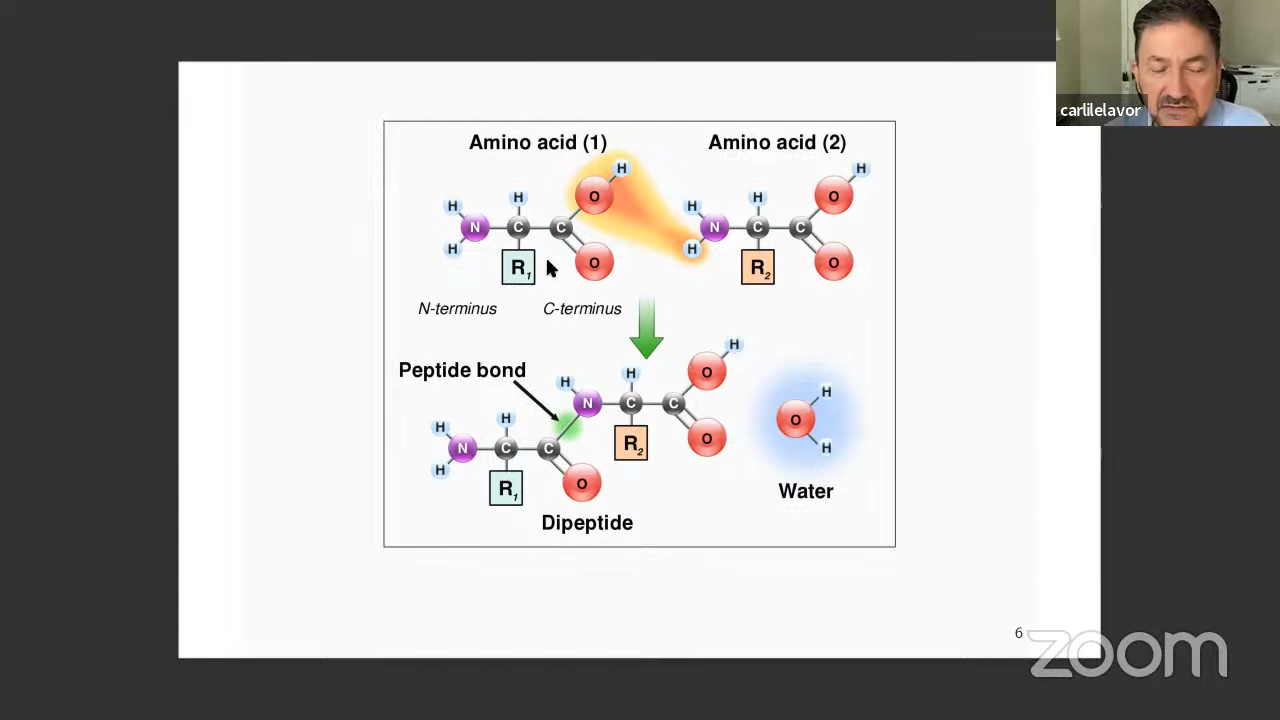 carlilelavor
Amino acid (1)
Amino acid (2)
H
H
H
H
H
H
O
O
N
C
C
N
C
C
H
H
R1
O
R2
O
N-terminus
C-terminus
H
Peptide bond
H
H
O
N
C
C
H
H
H
O
N
C
C
R2
O
H
H
R1
O
Water
Dipeptide
6
zoom